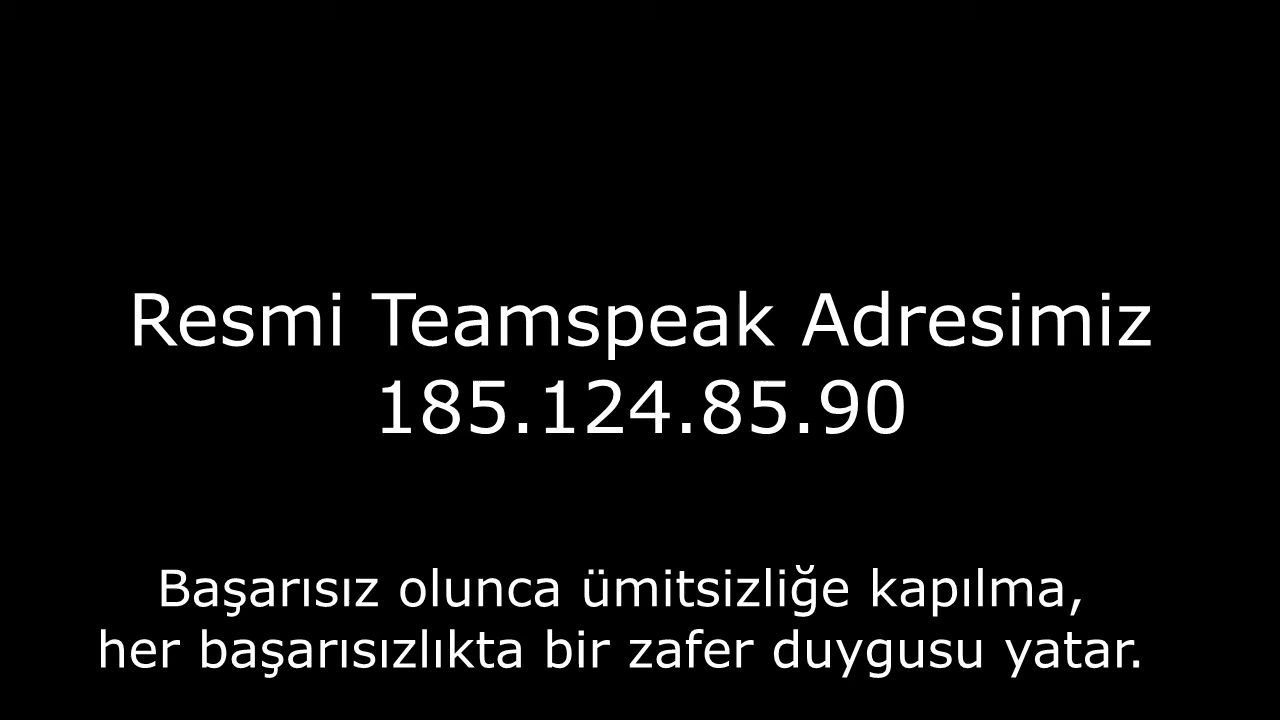 Resmi Teamspeak Adresimiz
185.124.85.90
Başarısız olunca ümitsizliğe kapılma,
her başarısızlıkta bir zafer duygusu yatar.